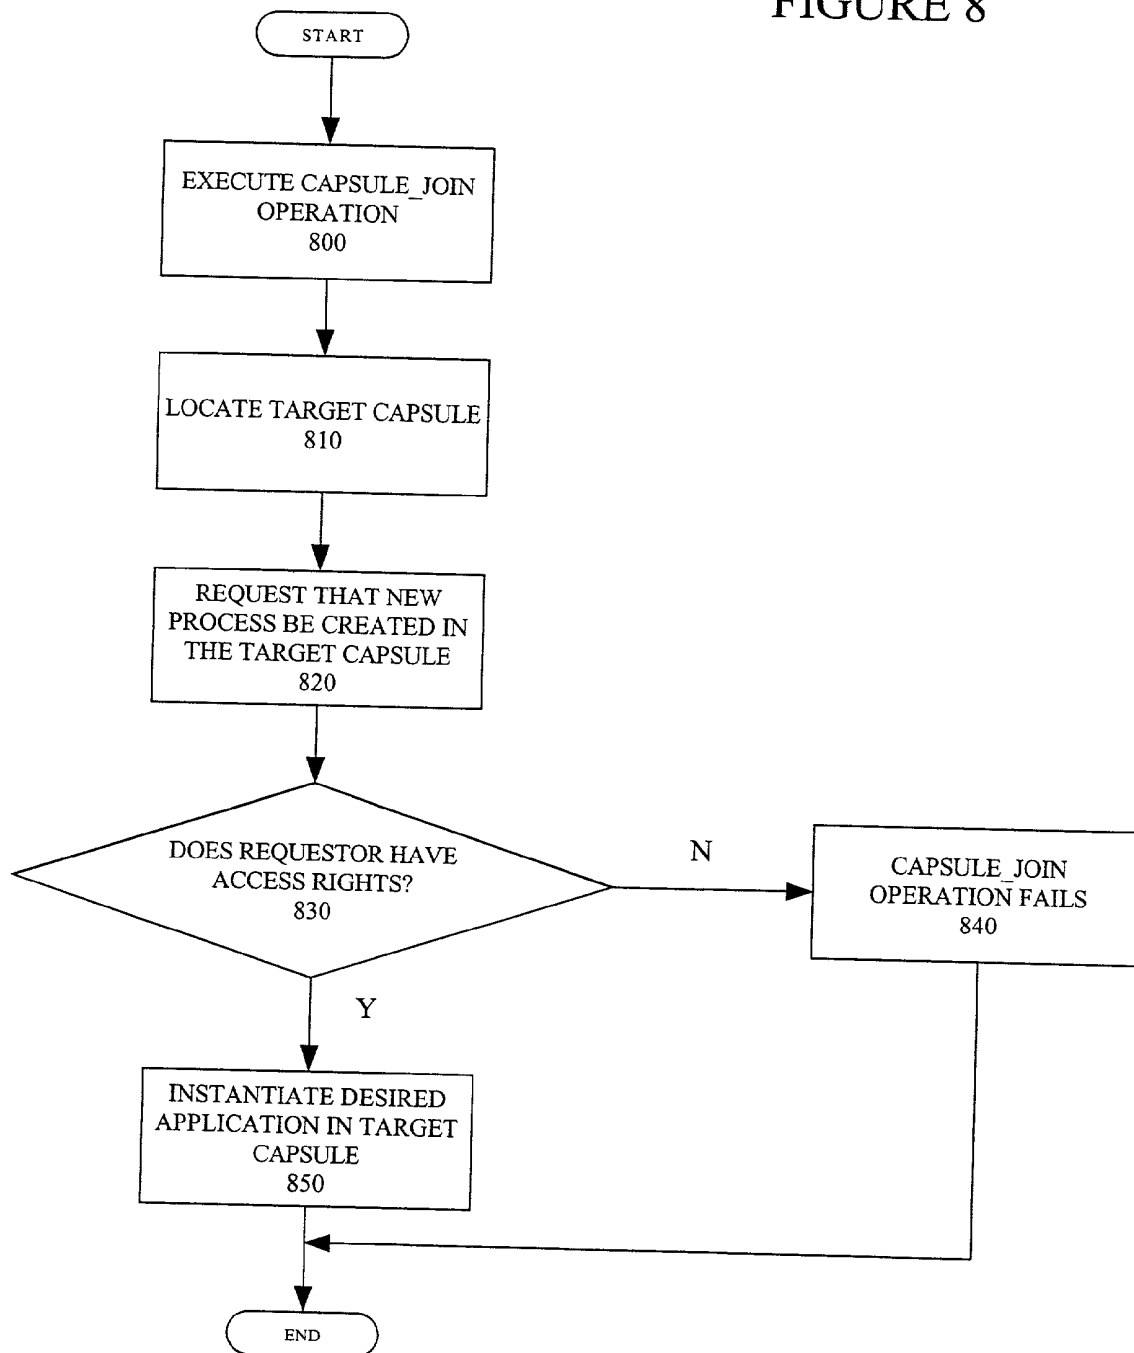 FIGURE 8
START
EXECUTE CAPSULE_JOIN
OPERATION
800
LOCATE TARGET CAPSULE
810
REQUEST THAT NEW
PROCESS BE CREATED IN
THE TARGET CAPSULE
820
DOES REQUESTOR HAVE
ACCESS RIGHTS?
830
N
CAPSULE_JOIN
OPERATION FAILS
840
Y
INSTANTIATE DESIRED
APPLICATION IN TARGET
CAPSULE
850
END